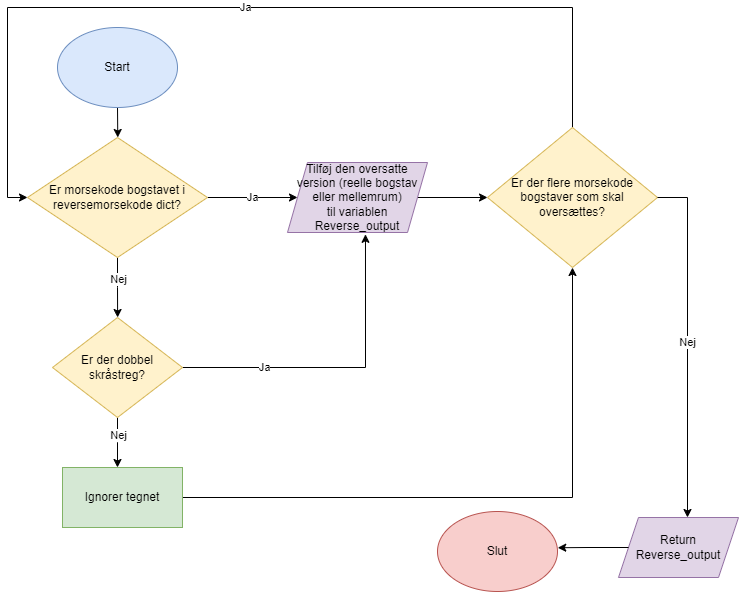 Ja
Start
Er morsekode bogstavet i
reversemorsekode dict?
Ja
Tilføj den oversatte
version (reelle bogstav
eller mellemrum)
til variablen
Reverse_output
Er der flere morsekode
bogstaver som skal
oversættes?
Nej
Er der dobbel
skråstreg?
Ja
Nej
Nej
Ignorer tegnet
Slut
Return
Reverse_output